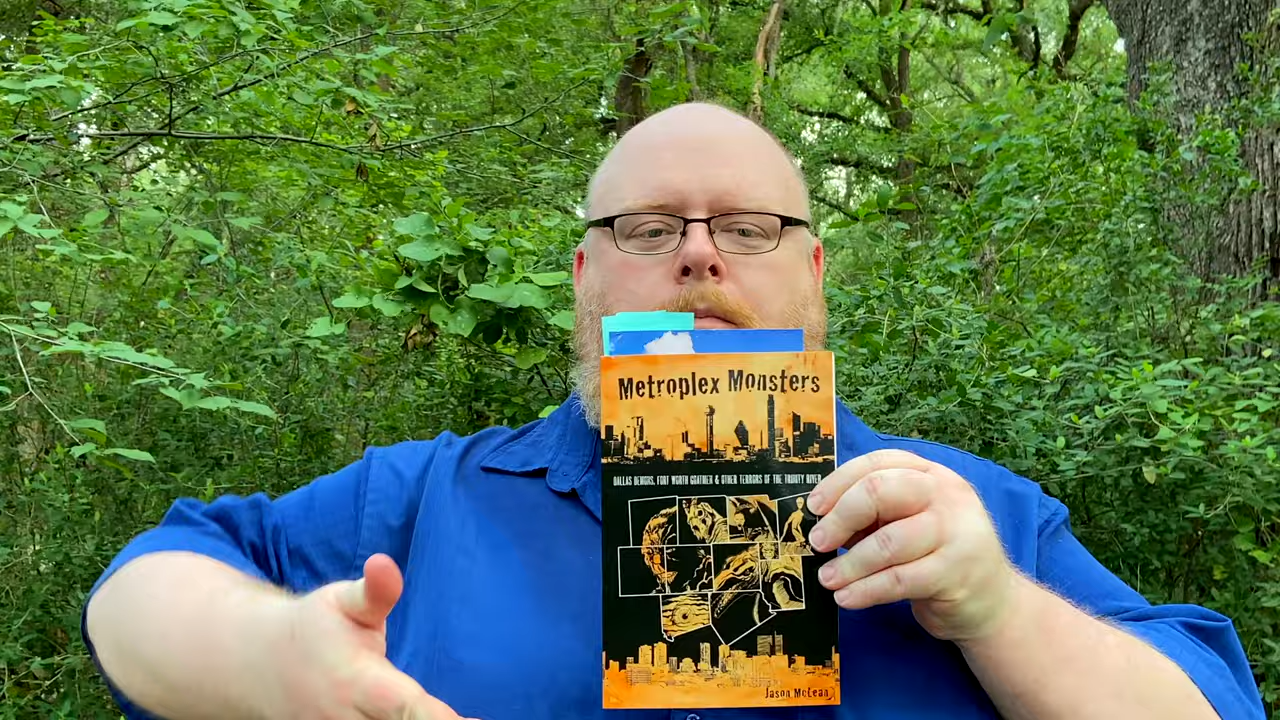 Metroplex Monsters
DALLAS DEMONS, FORT WORTH GOATMEN & OTHER TERRORS OF THE TRINITY RIVER
Jason McLean